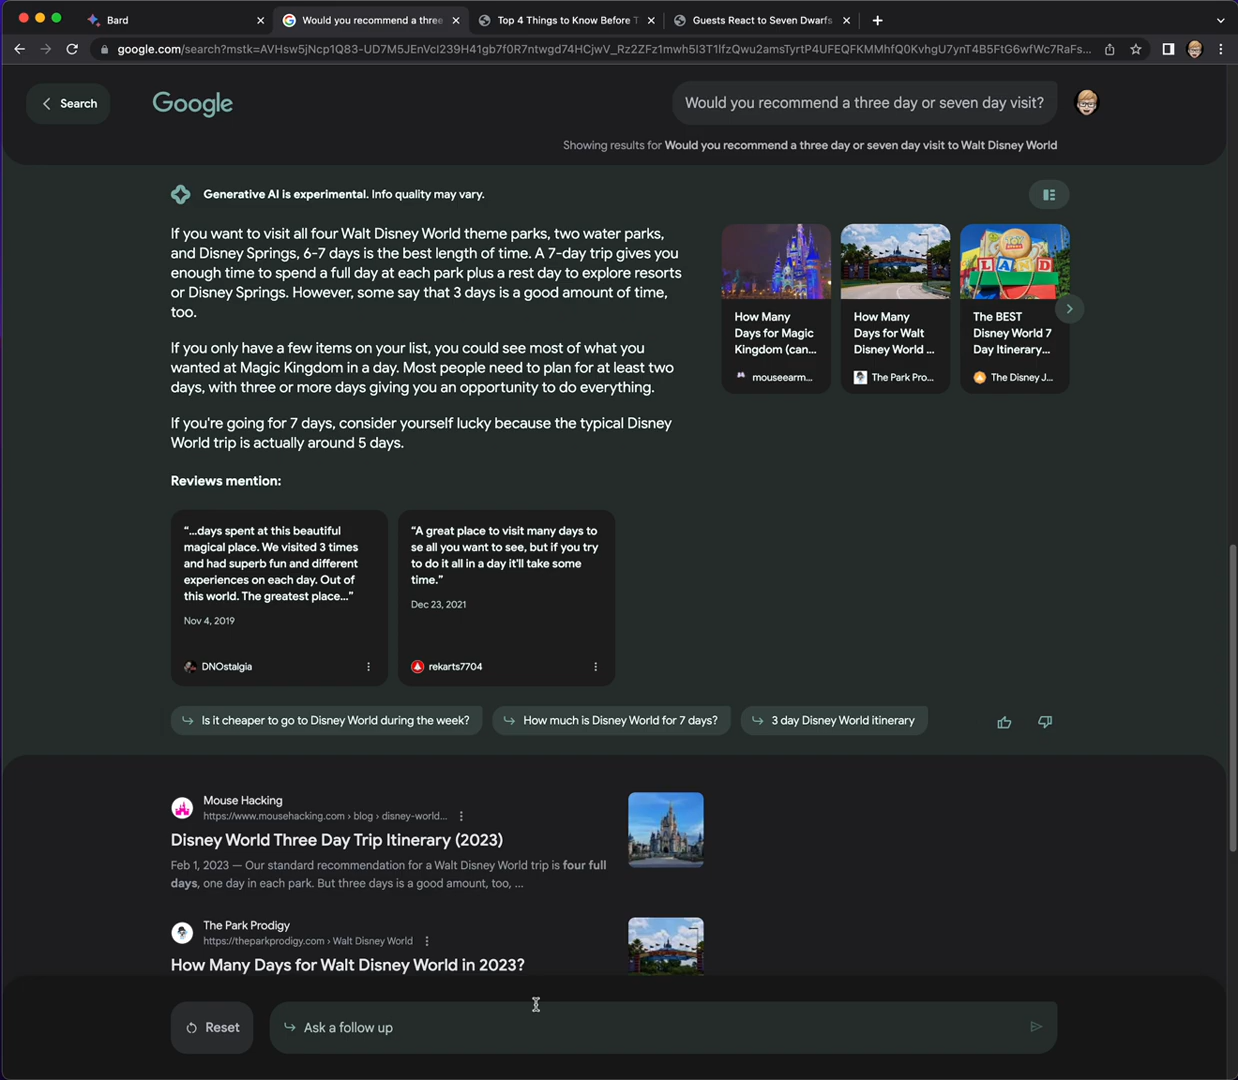 Bard
Would you recommend a three
Top 4 Things to Know Before T
Guests React to Seven Dwarfs
google.com/search?mstk=AVHsw5jNcp1Q83-UD7M5JEnVcI239H41gb7f0R7ntwgd74HCjwV_Rz2ZFz1mwh5I3T1IfzQwu2amsTyrtP4UFEQFKMMhfQ0KvhgU7ynT4B5FtG6wfWc7RaFs...
Search
Google
Would you recommend a three day or seven day visit?
Showing results for Would you recommend a three day or seven day visit to Walt Disney World
Generative AI is experimental. Info quality may vary.
If you want to visit all four Walt Disney World theme parks, two water parks,
and Disney Springs, 6-7 days is the best length of time. A 7-day trip gives you
enough time to spend a full day at each park plus a rest day to explore resorts
or Disney Springs. However, some say that 3 days is a good amount of time,
too.
If you only have a few items on your list, you could see most of what you
wanted at Magic Kingdom in a day. Most people need to plan for at least two
days, with three or more days giving you an opportunity to do everything.
If you're going for 7 days, consider yourself lucky because the typical Disney
World trip is actually around 5 days.
LAND
How Many
Days for Magic
Kingdom (can...
mouseearm...
How Many
Days for Walt
Disney World ...
The Park Pro...
The BEST
Disney World 7
Day Itinerary...
The Disney J...
Reviews mention:
“...days spent at this beautiful
magical place. We visited 3 times
and had superb fun and different
experiences on each day. Out of
this world. The greatest place...”
Nov 4, 2019
DNOstalgia
“A great place to visit many days to
se all you want to see, but if you try
to do it all in a day it'll take some
time.”
Dec 23, 2021
rekarts7704
Is it cheaper to go to Disney World during the week?
How much is Disney World for 7 days?
3 day Disney World itinerary
Mouse Hacking
https://www.mousehacking.com › blog › disney-world...
Disney World Three Day Trip Itinerary (2023)
Feb 1, 2023 — Our standard recommendation for a Walt Disney World trip is four full
days, one day in each park. But three days is a good amount, too, ...
The Park Prodigy
https://theparkprodigy.com › Walt Disney World
How Many Days for Walt Disney World in 2023?
Reset
Ask a follow up